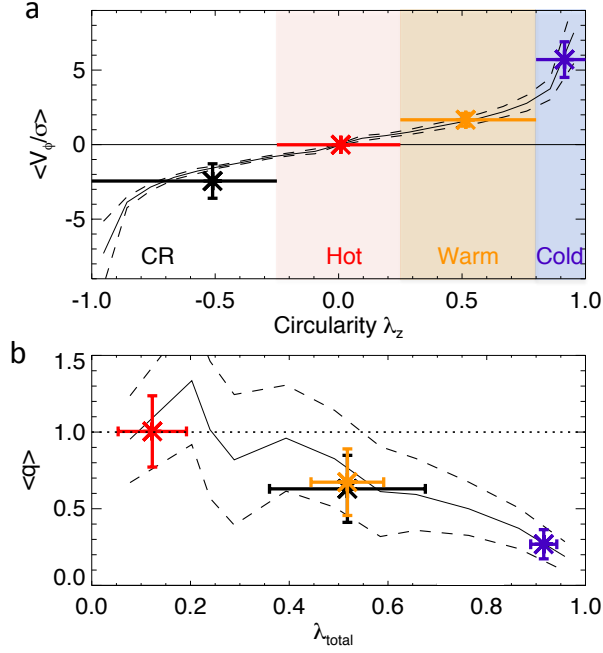 a
<V_ϕ/σ>
5
0
-5
CR Hot Warm Cold
-1.0 -0.5 0.0 0.5 1.0
Circularity λ_z
b
<q>
1.5
1.0
0.5
0.0
0.0 0.2 0.4 0.6 0.8 1.0
λ_total